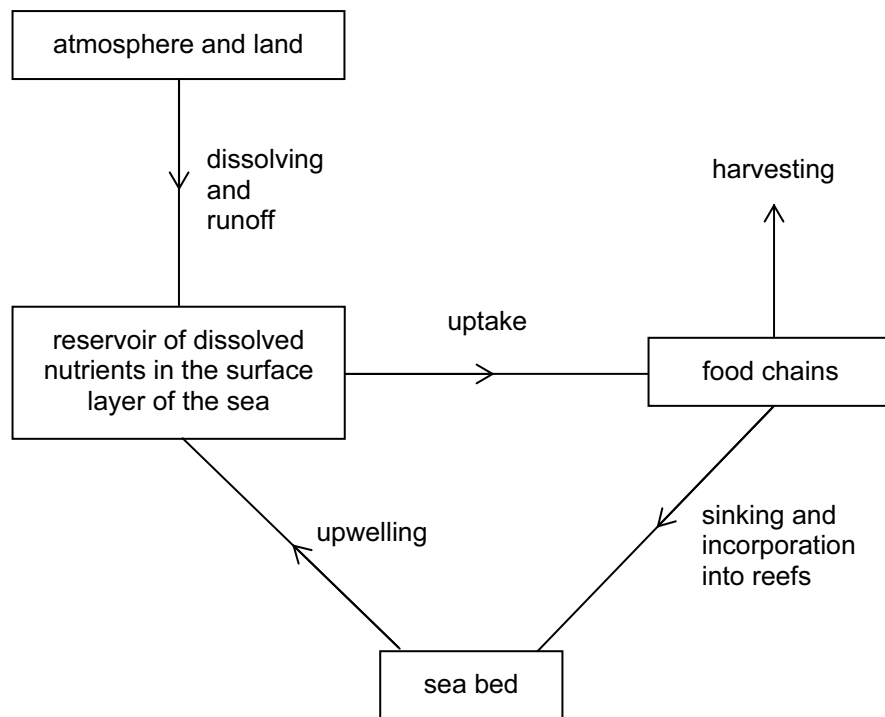 atmosphere and land
dissolving
and
runoff
harvesting
reservoir of dissolved
nutrients in the surface
layer of the sea
uptake
food chains
upwelling
sinking and
incorporation
into reefs
sea bed